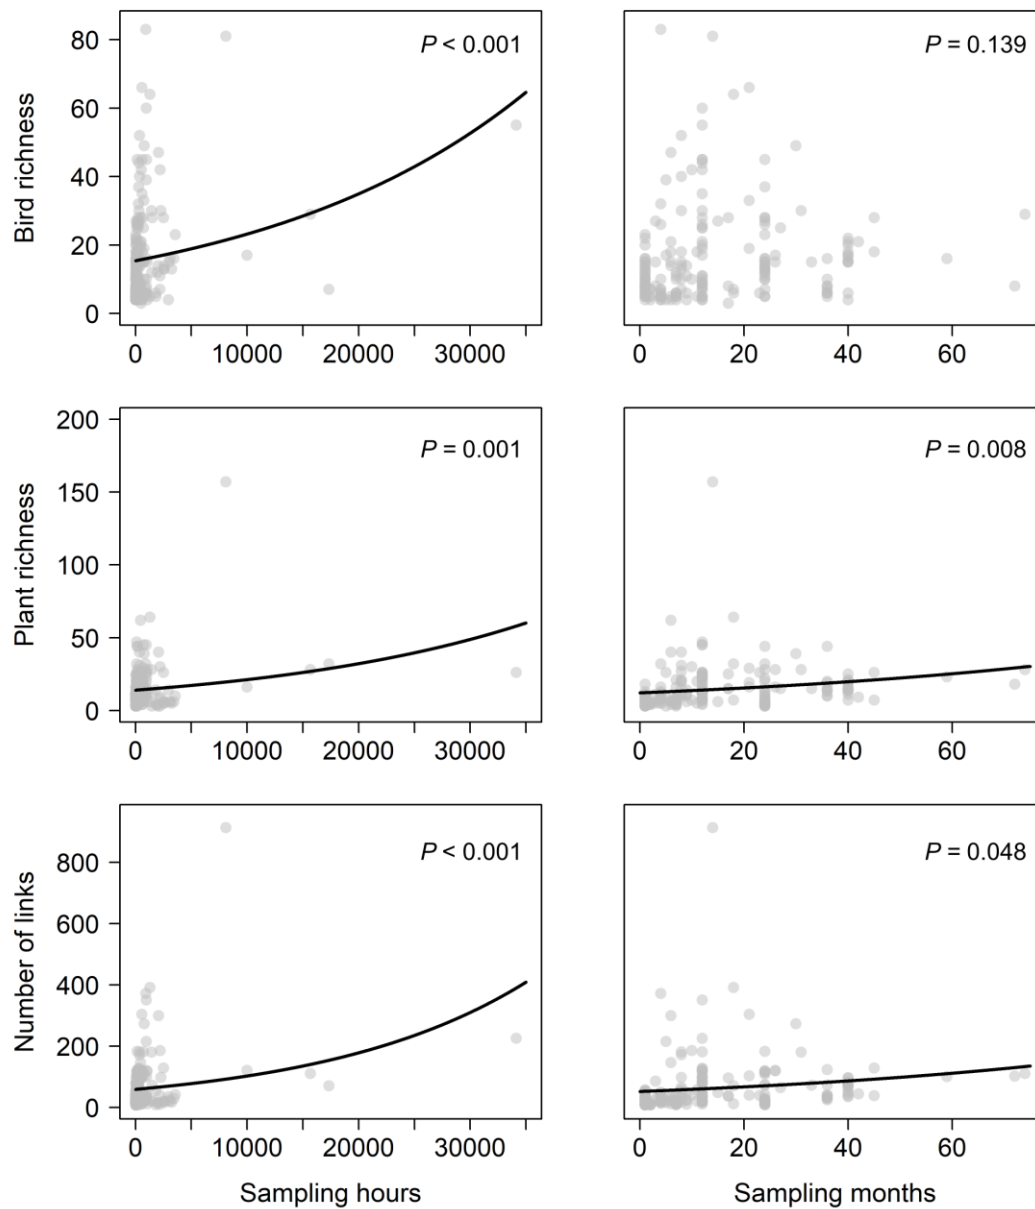 P < 0.001
P = 0.139
Bird richness
80
60
40
20
0
0 10000 20000 30000
0 20 40 60
P = 0.001
P = 0.008
Plant richness
200
150
100
50
0
0 10000 20000 30000
0 20 40 60
P < 0.001
P = 0.048
Number of links
800
600
400
200
0
0 10000 20000 30000
0 20 40 60
Sampling hours
Sampling months